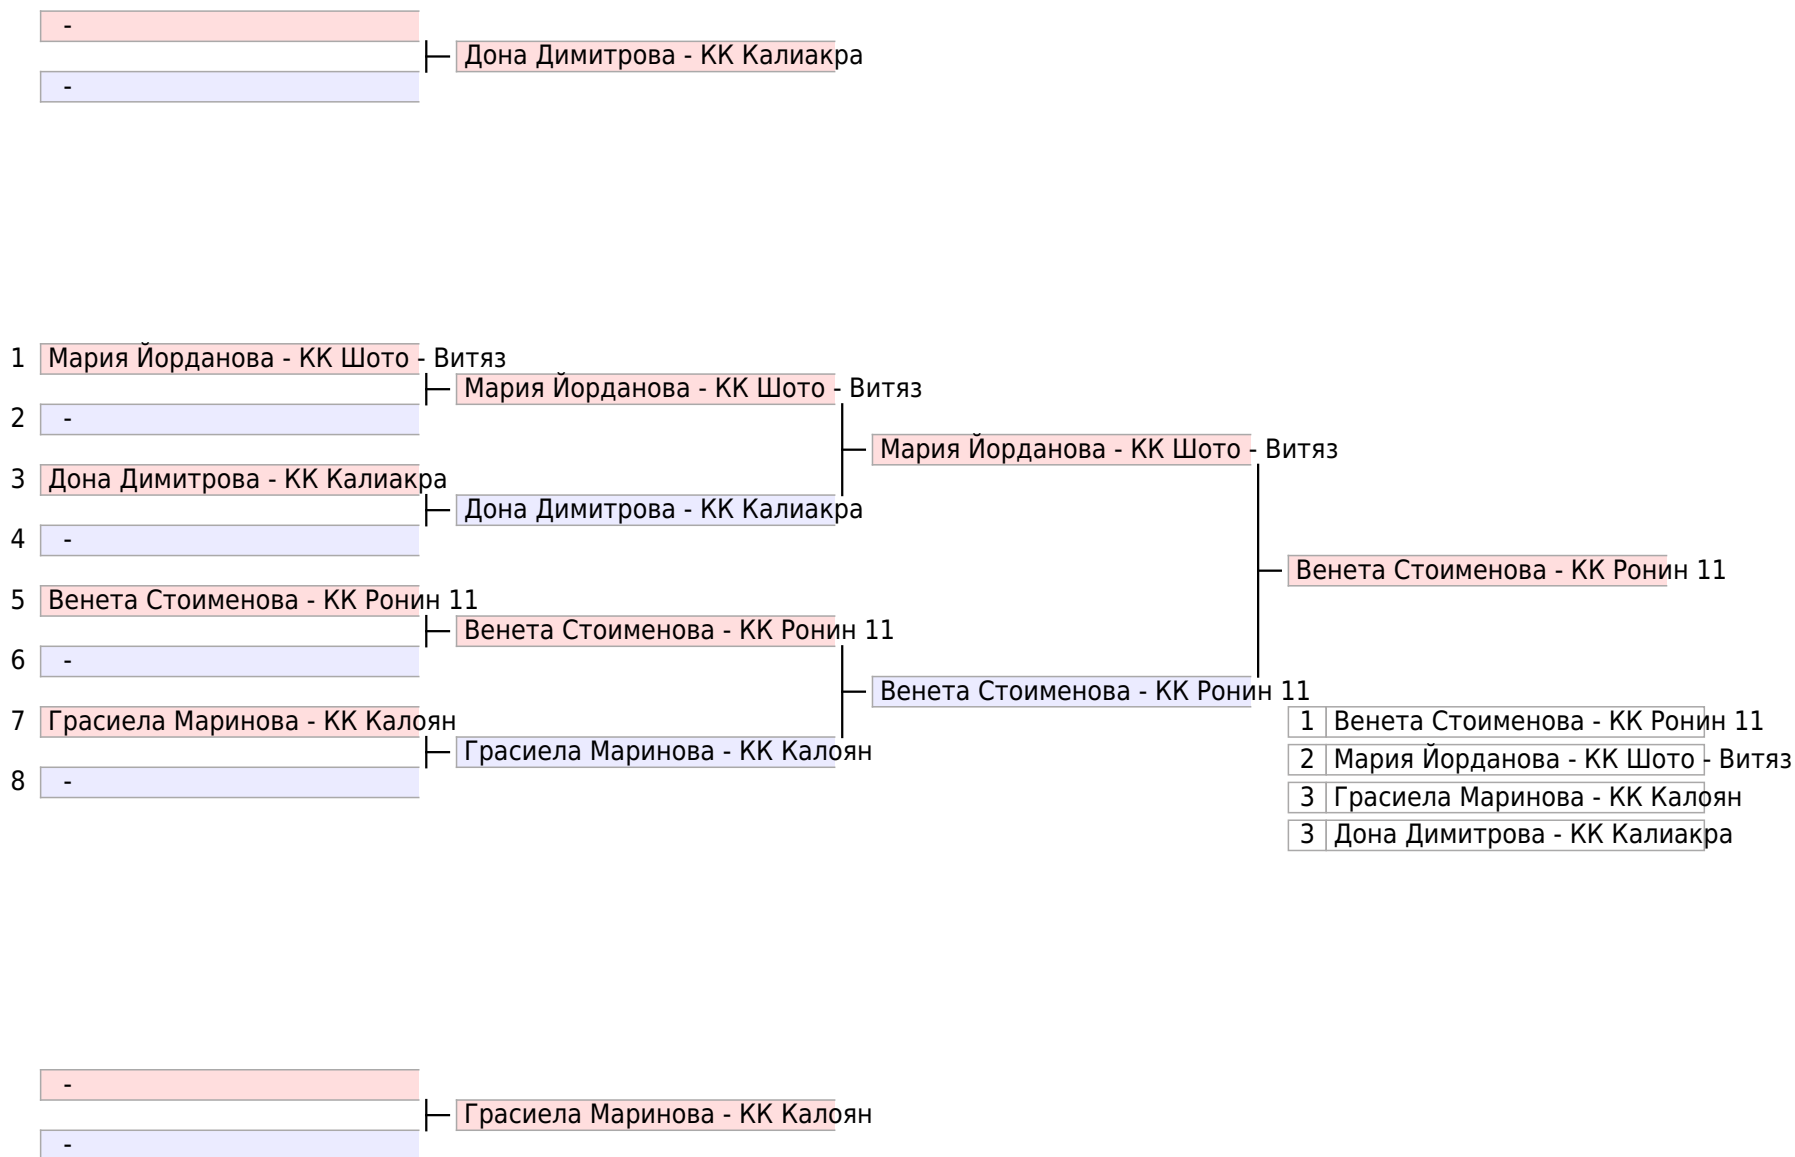 -
Дона Димитрова - КК Калиакра
-
1 Мария Йорданова - КК Шото - Витяз
Мария Йорданова - КК Шото - Витяз
2 -
Мария Йорданова - КК Шото - Витяз
3 Дона Димитрова - КК Калиакра
Дона Димитрова - КК Калиакра
4 -
Венета Стоименова - КК Ронин 11
5 Венета Стоименова - КК Ронин 11
Венета Стоименова - КК Ронин 11
6 -
Венета Стоименова - КК Ронин 11
7 Грасиела Маринова - КК Калоян
Грасиела Маринова - КК Калоян
8 -
1 Венета Стоименова - КК Ронин 11
2 Мария Йорданова - КК Шото - Витяз
3 Грасиела Маринова - КК Калоян
3 Дона Димитрова - КК Калиакра
-
Грасиела Маринова - КК Калоян
-